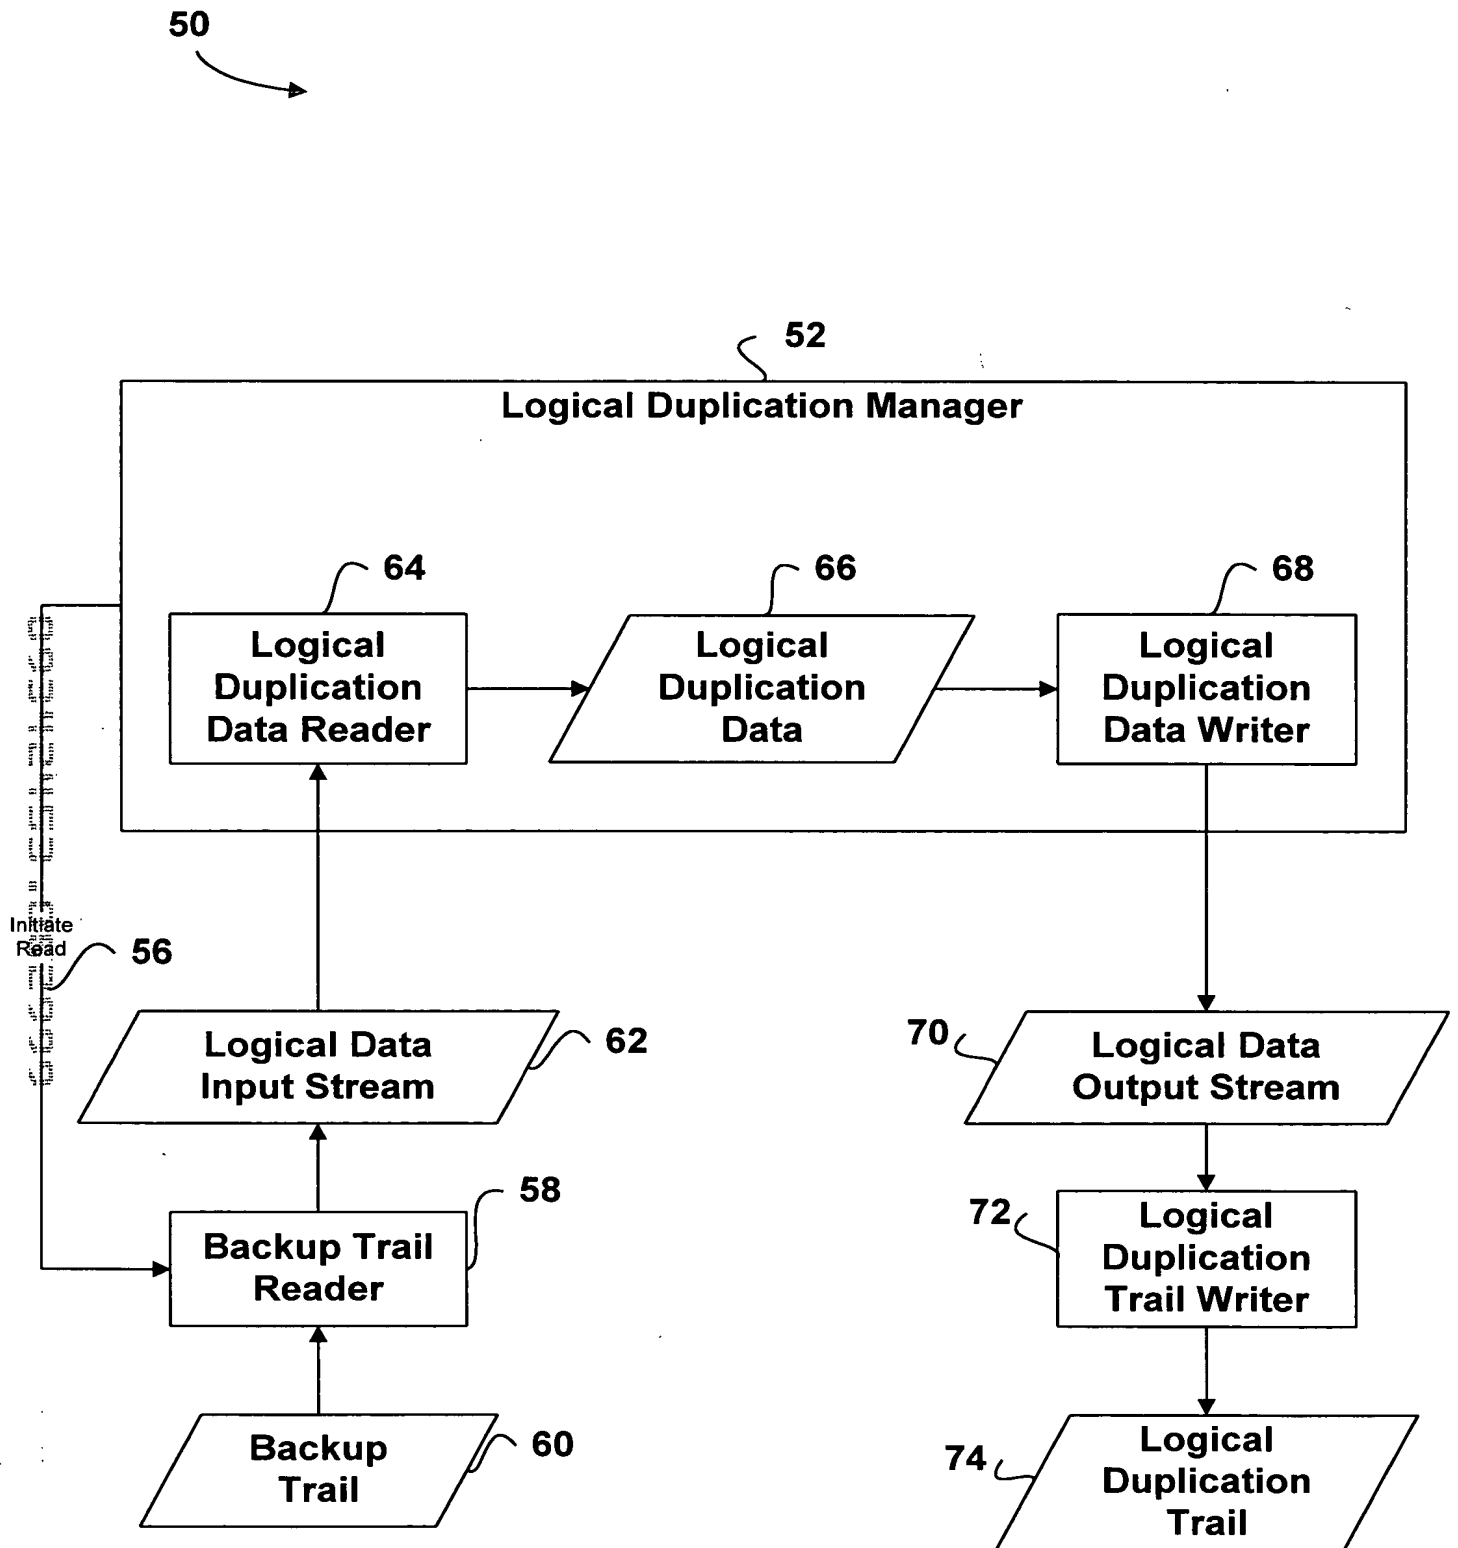 50
52
Logical Duplication Manager
64
66
68
Logical
Duplication
Data Reader
Logical
Duplication
Data
Logical
Duplication
Data Writer
Initiate
Read
56
Logical Data
Input Stream
62
70
Logical Data
Output Stream
58
Backup Trail
Reader
72
Logical
Duplication
Trail Writer
Backup
Trail
60
74
Logical
Duplication
Trail